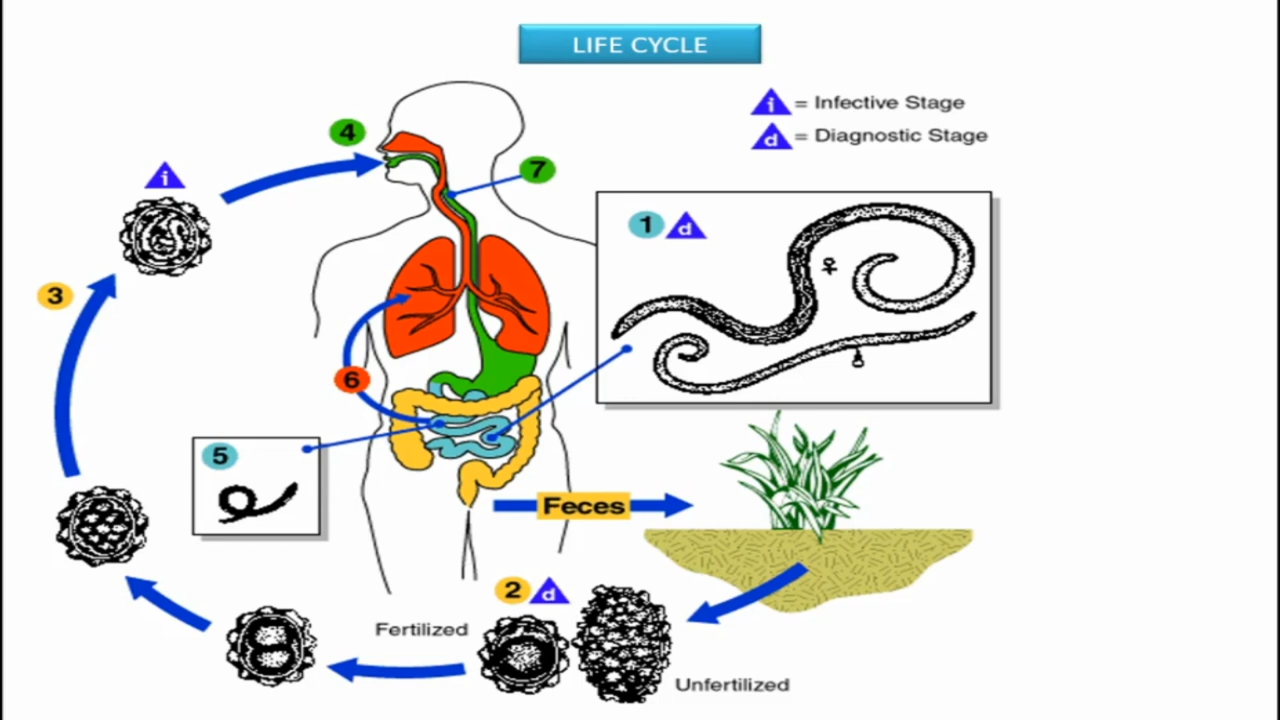 LIFE CYCLE
i = Infective Stage
d = Diagnostic Stage
4
7
i
1 d
3
6
5
Feces
2 d
Fertilized
Unfertilized